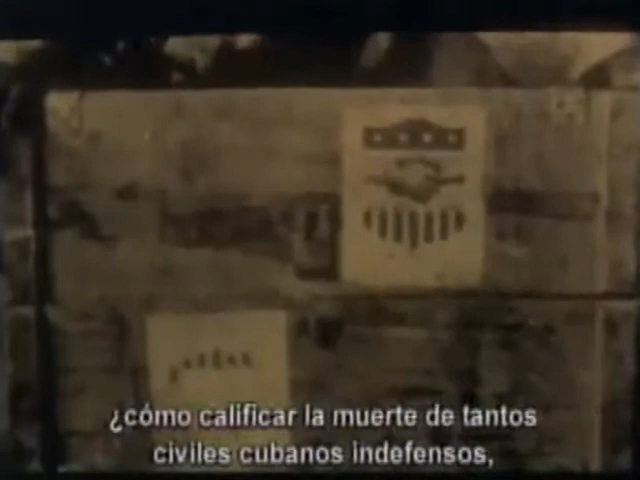 ¿cómo calificar la muerte de tantos
civiles cubanos indefensos,